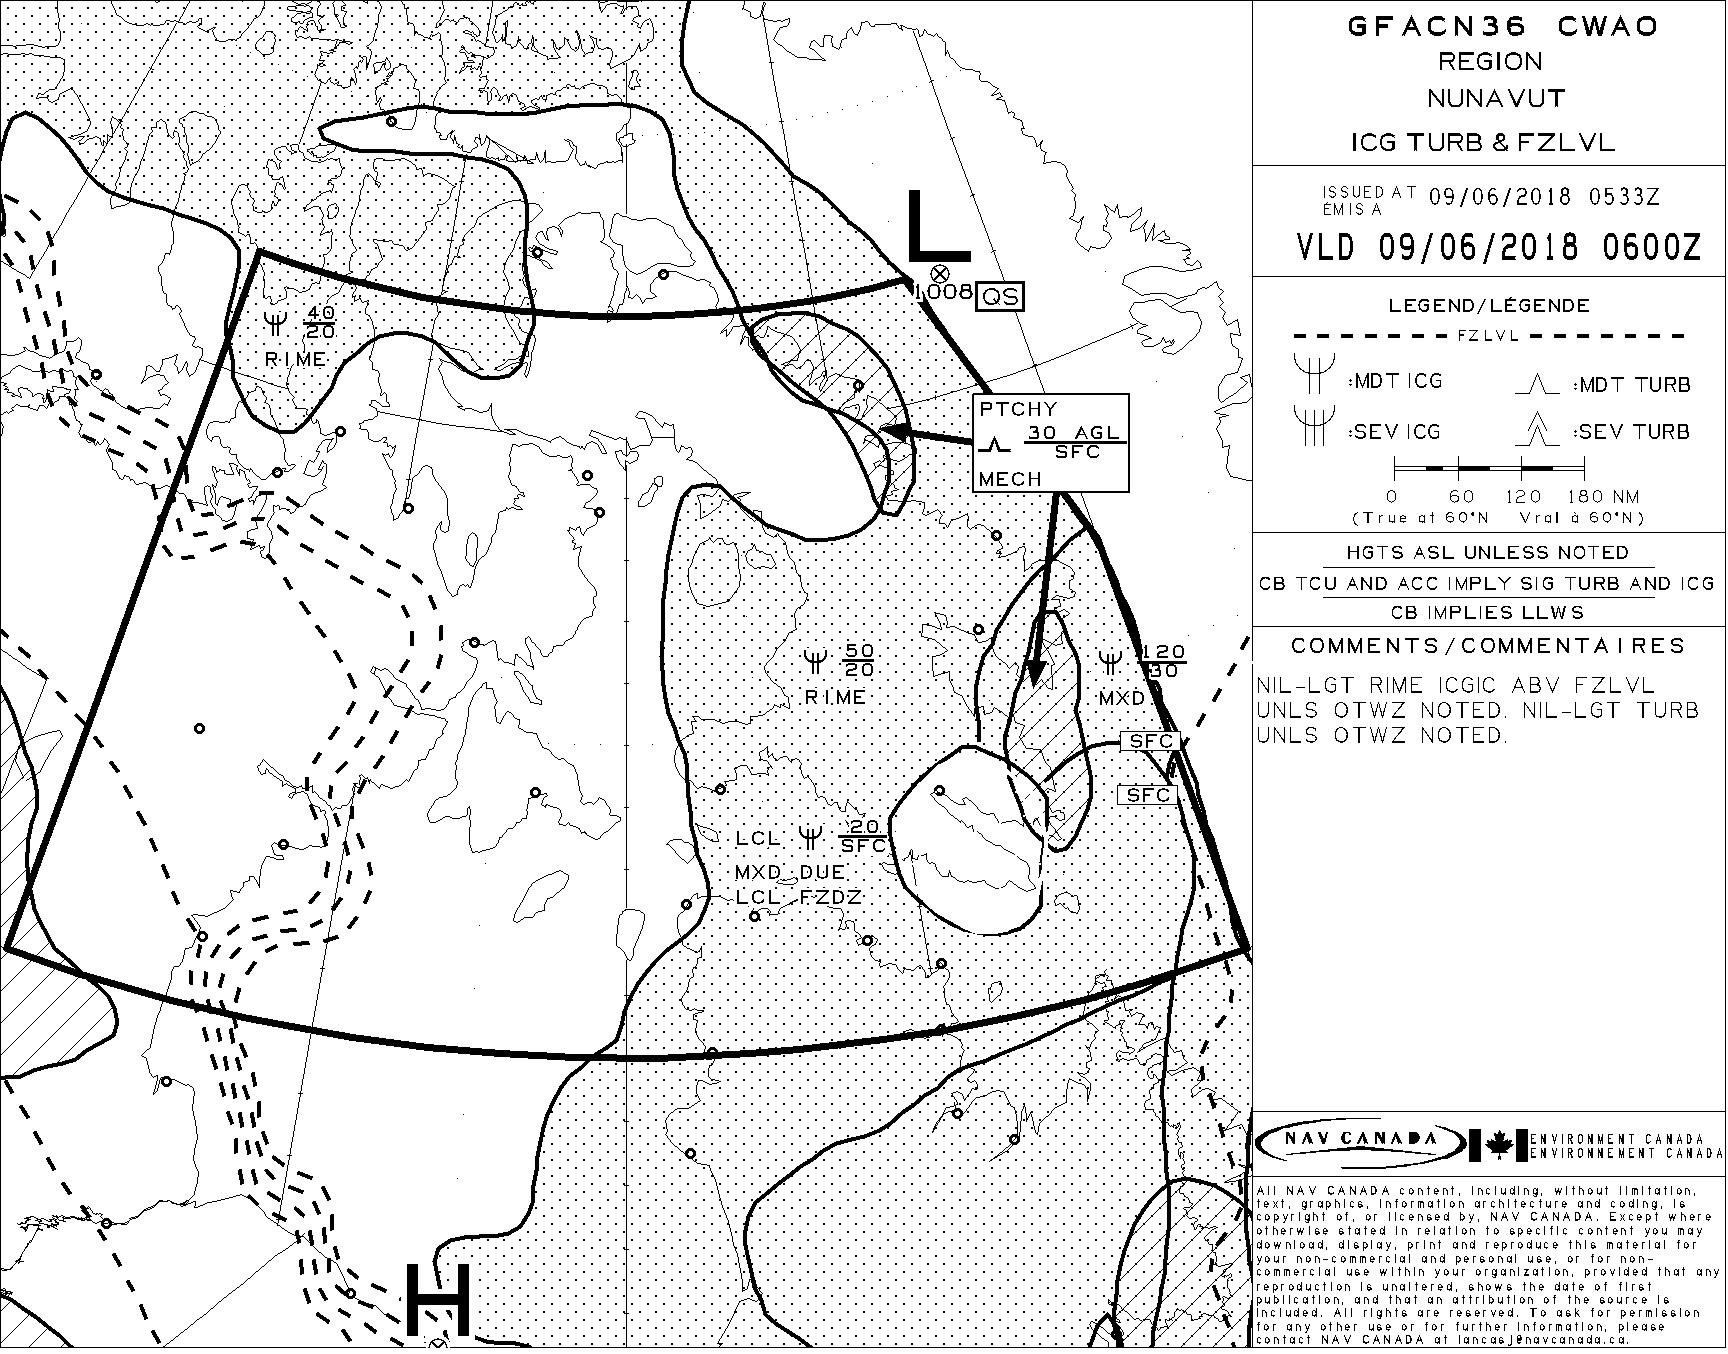 GFACN36 CWAO
REGION
NUNAVUT
ICG TURB & FZLVL
ISSUED AT 09/06/2018 0533Z
EMIS A
VLD 09/06/2018 0600Z
LEGEND/LÉGENDE
FZLVL
:MDT ICG
:MDT TURB
:SEV ICG
:SEV TURB
0 60 120 180 NM
(True at 60°N Vrai à 60°N)
HGTS ASL UNLESS NOTED
CB TCU AND ACC IMPLY SIG TURB AND ICG
CB IMPLIES LLWS
COMMENTS/COMMENTAIRES
NIL-LGT RIME ICGIC ABV FZLVL
UNLS OTWZ NOTED. NIL-LGT TURB
UNLS OTWZ NOTED.
NAV CANADA
ENVIRONMENT CANADA
ENVIRONNEMENT CANADA
All NAV CANADA content, including, without limitation,
text, graphics, information architecture and coding, is
copyright of, or licensed by, NAV CANADA. Except where
otherwise stated in relation to specific content you may
download, display, print and reproduce this material for
your non-commercial and personal use, or for non-
commercial use within your organization, provided that any
reproduction is unaltered, shows the date of first
publication, and that an attribution of the source is
included. All rights are reserved. To ask for permission
for any other use or for further information, please
contact NAV CANADA at lancasj@navcanada.ca.
L
1008
QS
40
20
RIME
PTCHY
30 AGL
SFC
MECH
50
20
RIME
120
30
MXD
SFC
SFC
LCL 20
SFC
MXD DUE
LCL FZDZ
H